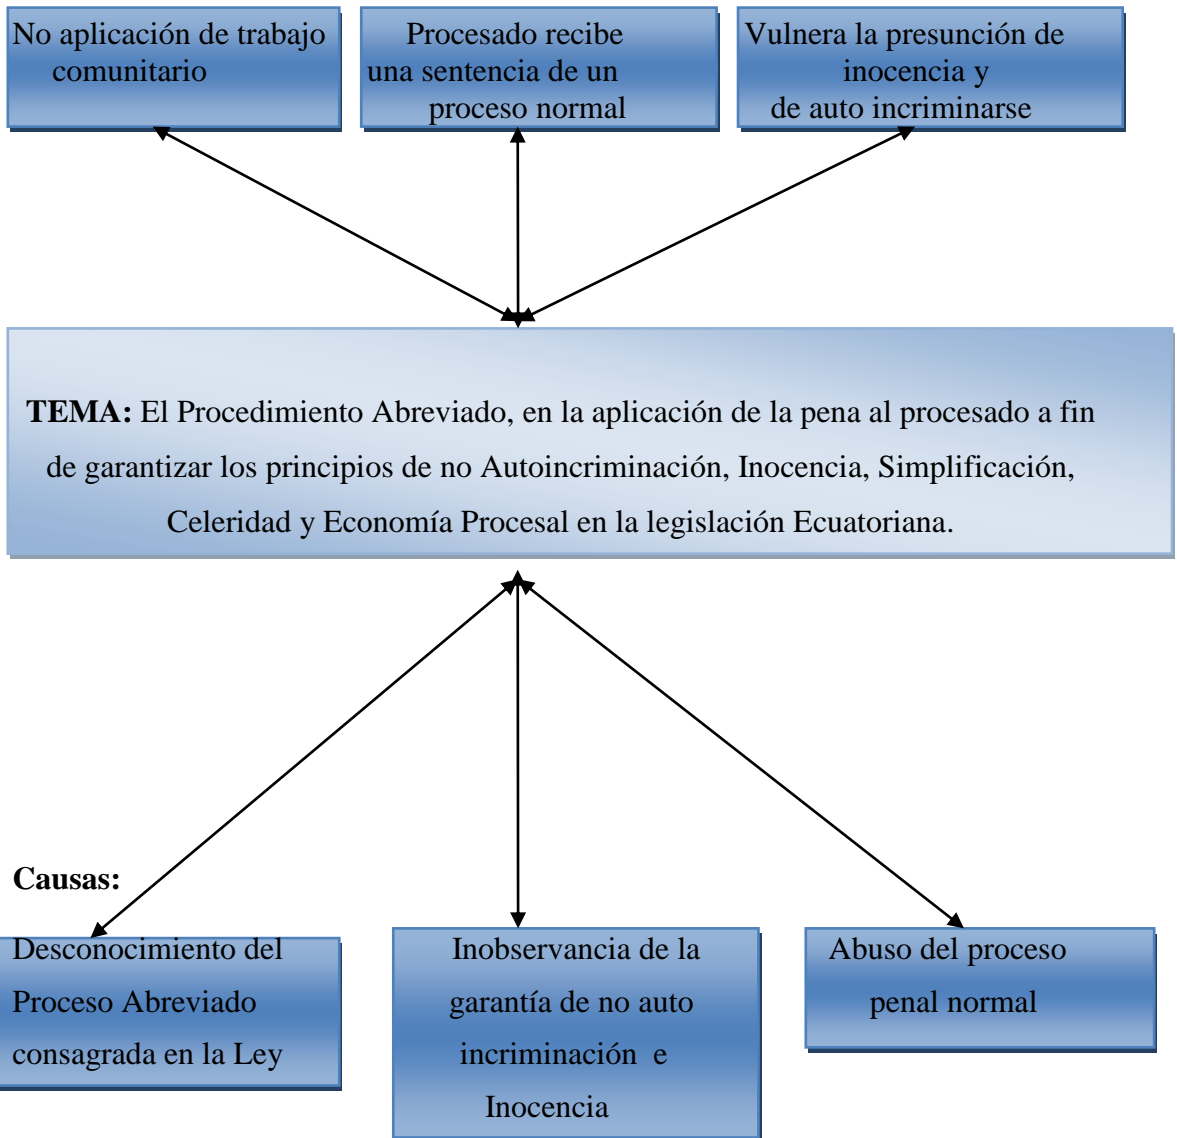 No aplicación de trabajo
comunitario
Procesado recibe
una sentencia de un
proceso normal
Vulnera la presunción de
inocencia y
de auto incriminarse
TEMA: El Procedimiento Abreviado, en la aplicación de la pena al procesado a fin
de garantizar los principios de no Autoincriminación, Inocencia, Simplificación,
Celeridad y Economía Procesal en la legislación Ecuatoriana.
Causas:
Desconocimiento del
Proceso Abreviado
consagrada en la Ley
Inobservancia de la
garantía de no auto
incriminación e
Inocencia
Abuso del proceso
penal normal